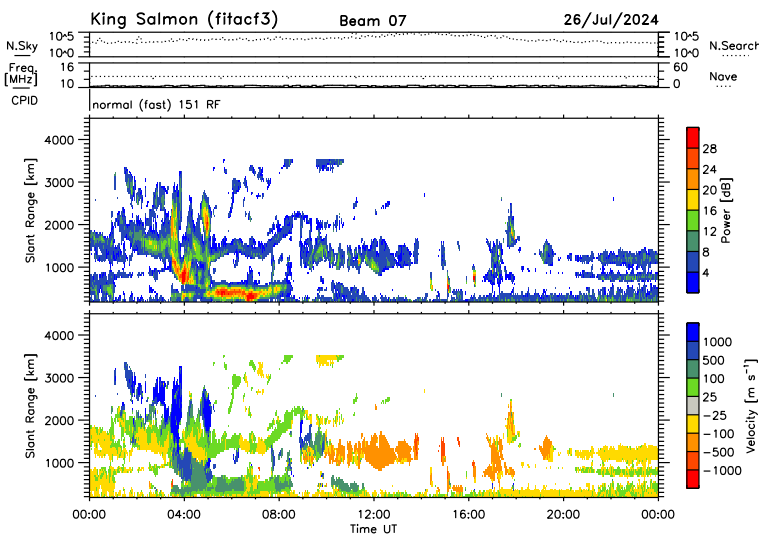 King Salmon (fitacf3) Beam 07 26/Jul/2024
N.Sky 10^5 10^0 10^5 10^0 N.Search
Freq. [MHz] 16 10 60 0 Nave
CPID normal (fast) 151 RF
Slant Range [km] 4000 3000 2000 1000
Power [dB] 28 24 20 16 12 8 4
Slant Range [km] 4000 3000 2000 1000
Velocity [m s⁻¹] 1000 500 100 25 −25 −100 −500 −1000
00:00 04:00 08:00 12:00 16:00 20:00 00:00
Time UT